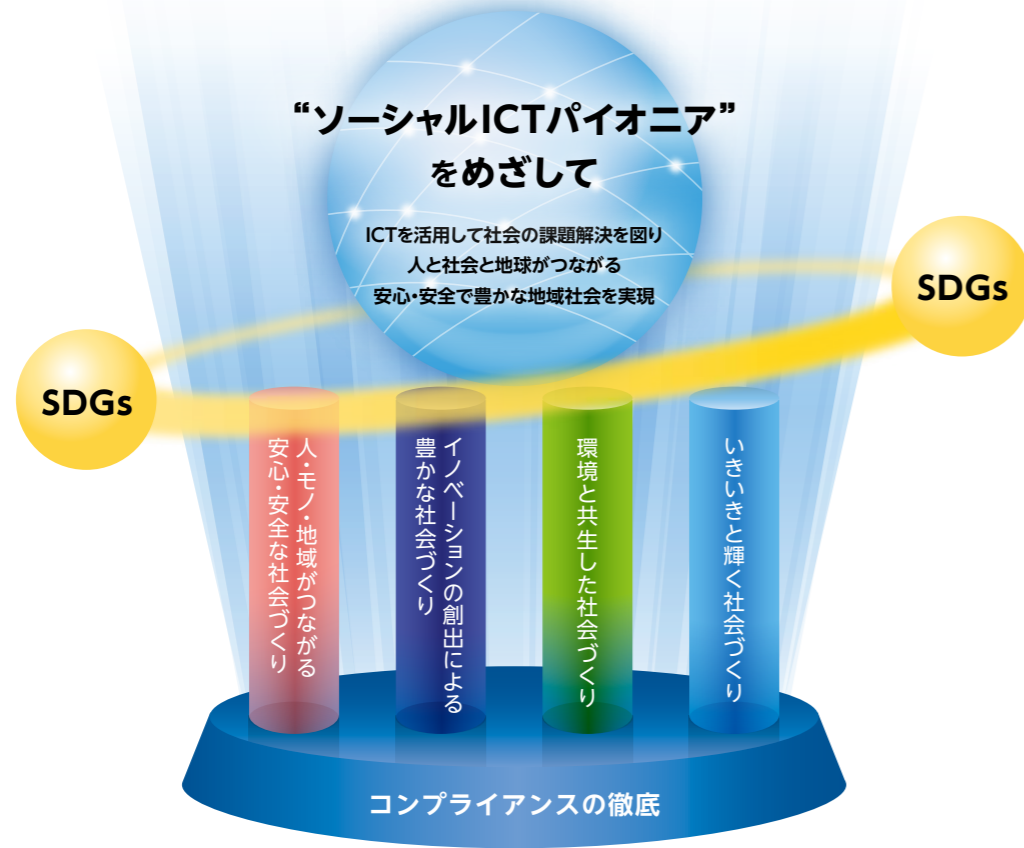 “ソーシャルICTパイオニア”
をめざして
ICTを活用して社会の課題解決を図り
人と社会と地球がつながる
安心・安全で豊かな地域社会を実現
SDGs
SDGs
人・モノ・地域がつながる
安心・安全な社会づくり
イノベーションの創出による
豊かな社会づくり
環境と共生した社会づくり
いきいきと輝く社会づくり
コンプライアンスの徹底